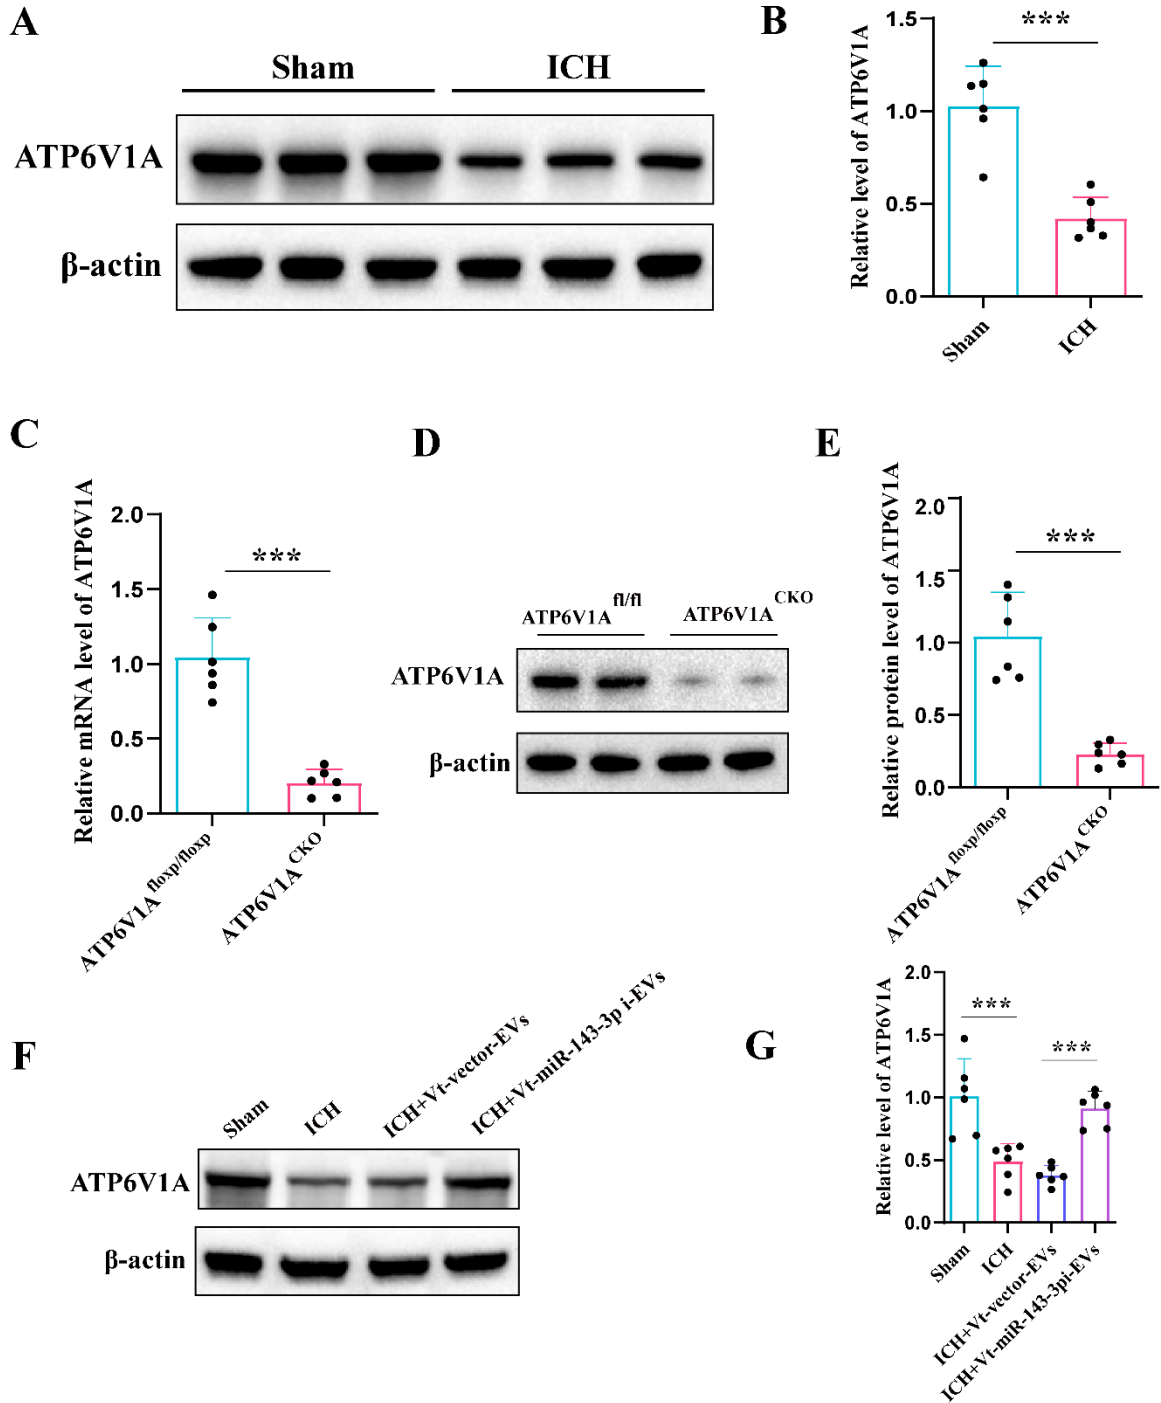 A
Sham ICH
ATP6V1A
β-actin
B
***
Relative level of ATP6V1A
1.5
1.0
0.5
0.0
Sham
ICH
C
***
Relative mRNA level of ATP6V1A
2.0
1.5
1.0
0.5
0.0
ATP6V1A floxp/floxp
ATP6V1A CKO
D
ATP6V1A fl/fl ATP6V1A CKO
ATP6V1A
β-actin
E
***
Relative protein level of ATP6V1A
2.0
1.5
1.0
0.5
0.0
ATP6V1A floxp/floxp
ATP6V1A CKO
F
Sham
ICH
ICH+Vt-vector-EVs
ICH+Vt-miR-143-3p i-EVs
ATP6V1A
β-actin
G
***
***
Relative level of ATP6V1A
2.0
1.5
1.0
0.5
0.0
Sham
ICH
ICH+Vt-vector-EVs
ICH+Vt-miR-143-3pi-EVs